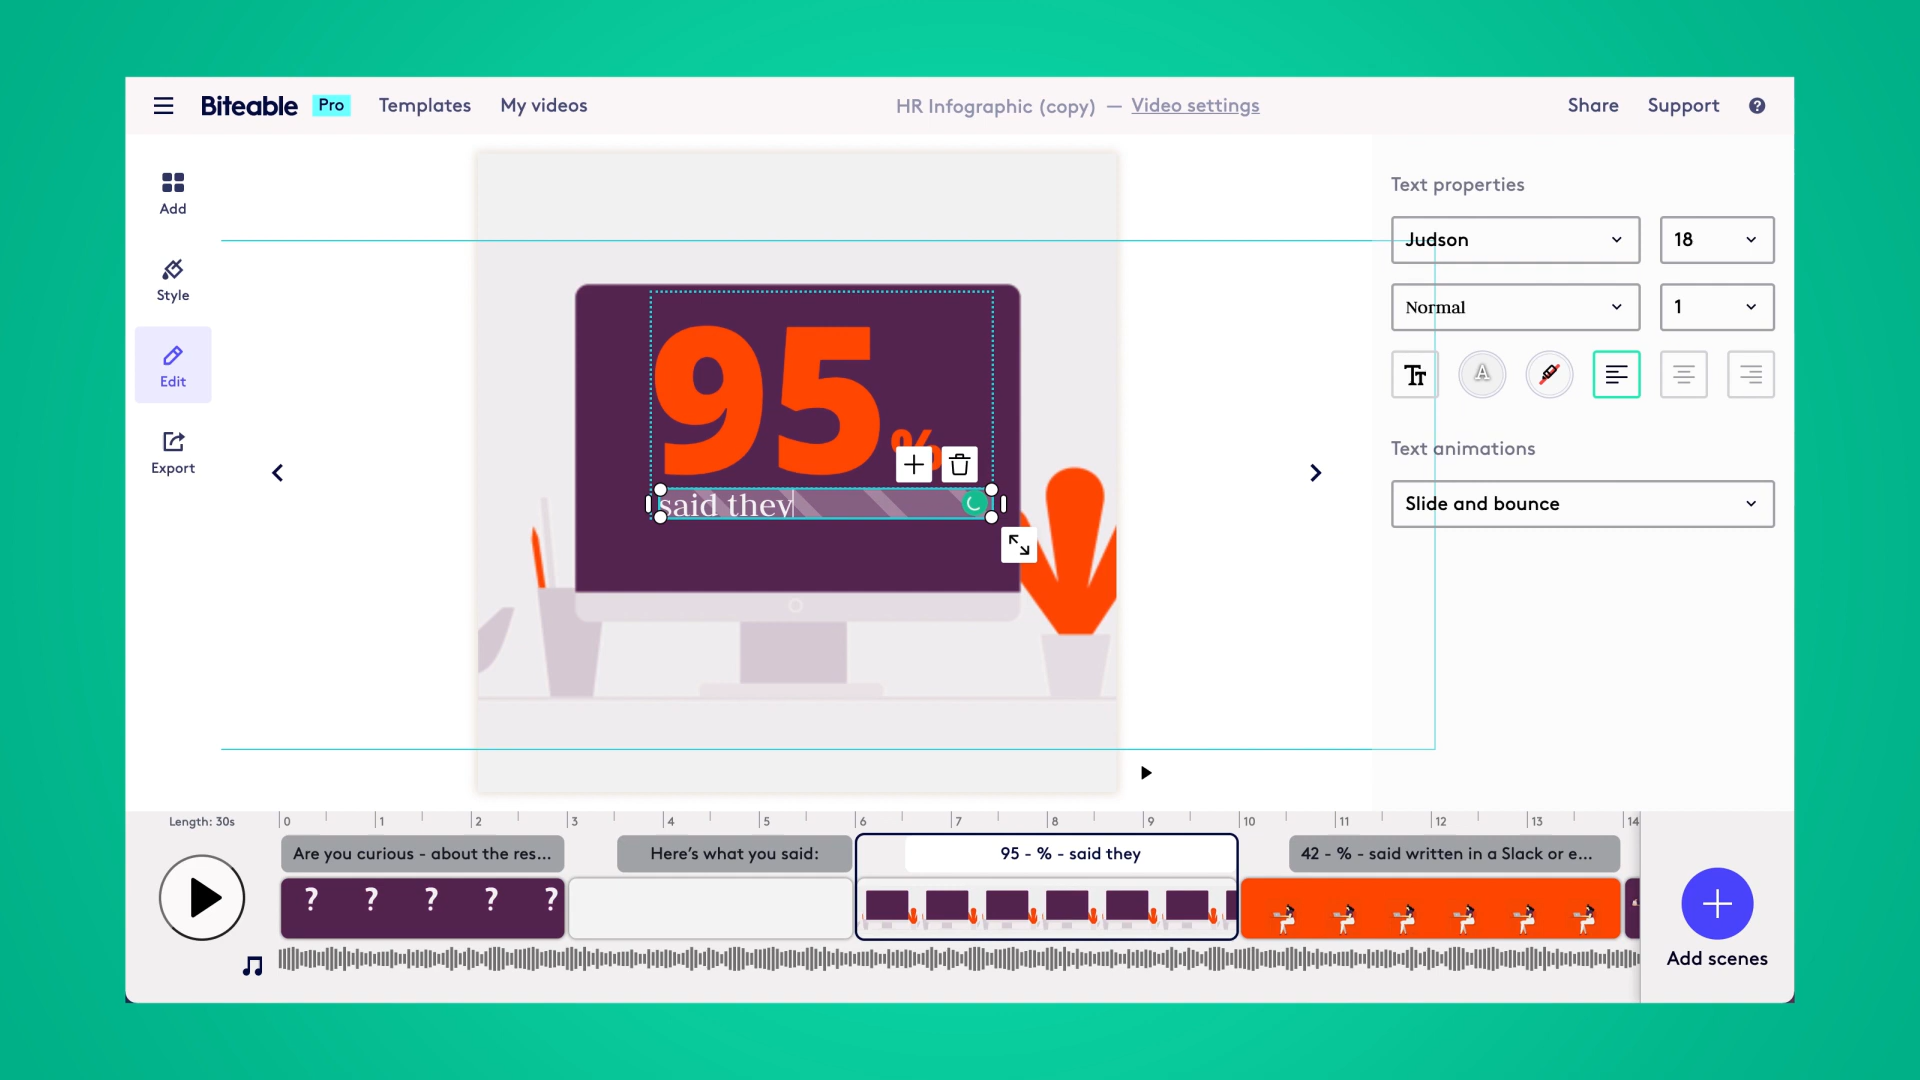 Biteable Pro Templates My videos HR Infographic (copy) — Video settings Share Support ?
Add
Style
Edit
Export
95%
said they
Text properties
Judson 18
Normal 1
TT A
Text animations
Slide and bounce
Length: 30s 0 1 2 3 4 5 6 7 8 9 10 11 12 13 14
Are you curious - about the res... Here's what you said: 95 - % - said they 42 - % - said written in a Slack or e...
? ? ? ? ?
Add scenes